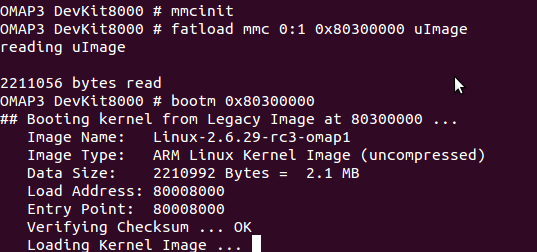 OMAP3 DevKit8000 # mmcinit
OMAP3 DevKit8000 # fatload mmc 0:1 0x80300000 uImage
reading uImage

2211056 bytes read
OMAP3 DevKit8000 # bootm 0x80300000
## Booting kernel from Legacy Image at 80300000 ...
   Image Name:   Linux-2.6.29-rc3-omap1
   Image Type:   ARM Linux Kernel Image (uncompressed)
   Data Size:    2210992 Bytes =  2.1 MB
   Load Address: 80008000
   Entry Point:  80008000
   Verifying Checksum ... OK
   Loading Kernel Image ...